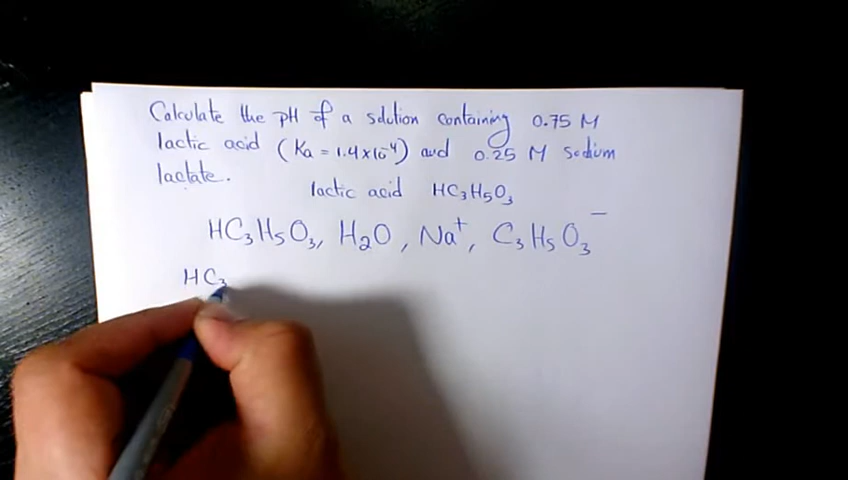 Calculate the pH of a solution containing 0.75 M
lactic acid (Ka = 1.4x10⁻⁴) and 0.25 M sodium
lactate.
lactic acid HC₃H₅O₃
HC₃H₅O₃, H₂O, Na⁺, C₃H₅O₃⁻
HC₃